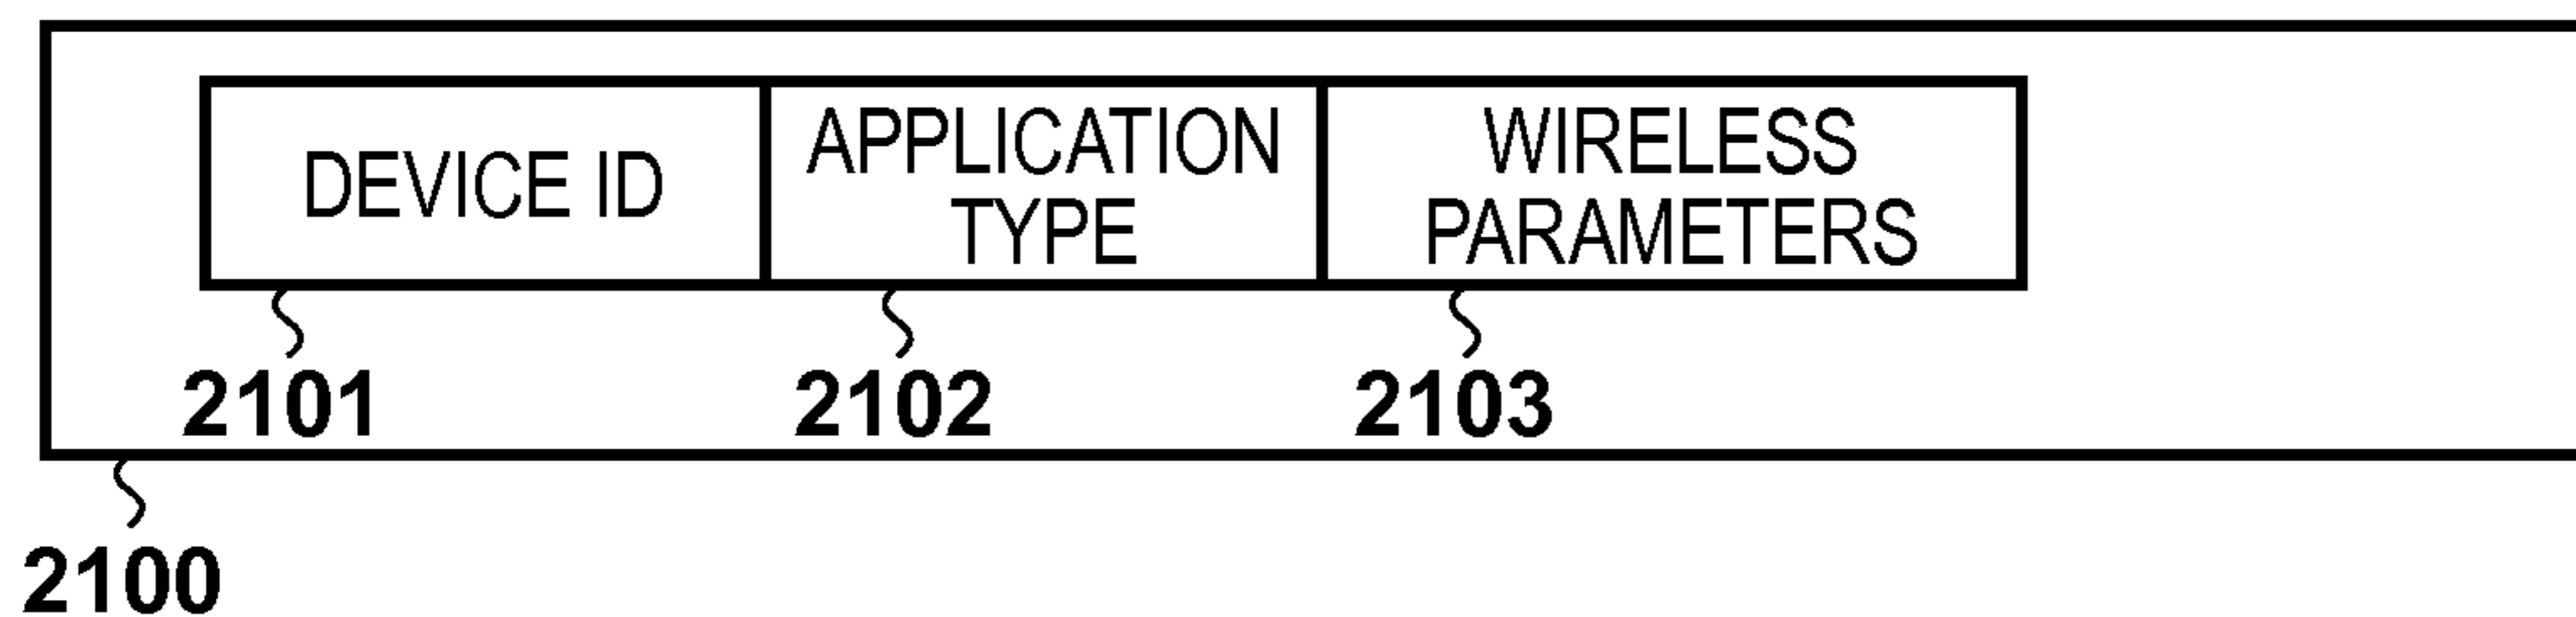 DEVICE ID
APPLICATION
TYPE
WIRELESS
PARAMETERS
2101
2102
2103
2100